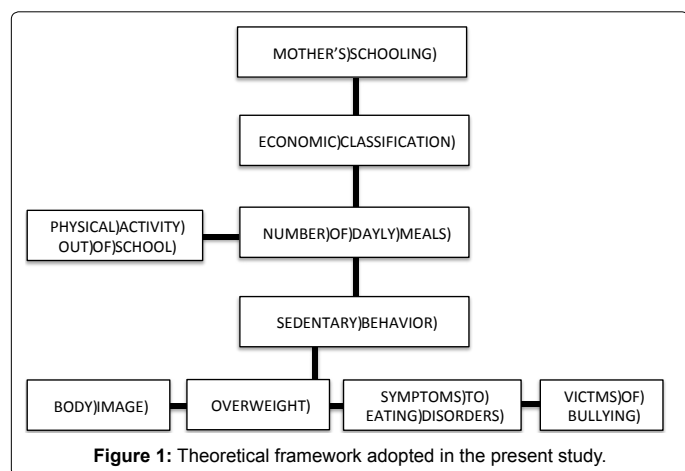 MOTHER'S)SCHOOLING)
ECONOMIC)CLASSIFICATION)
PHYSICAL)ACTIVITY)
OUT)OF)SCHOOL)
NUMBER)OF)DAYLY)MEALS)
SEDENTARY)BEHAVIOR)
BODY)IMAGE)
OVERWEIGHT)
SYMPTOMS)TO)
EATING)DISORDERS)
VICTMS)OF)
BULLYING)
Figure 1: Theoretical framework adopted in the present study.